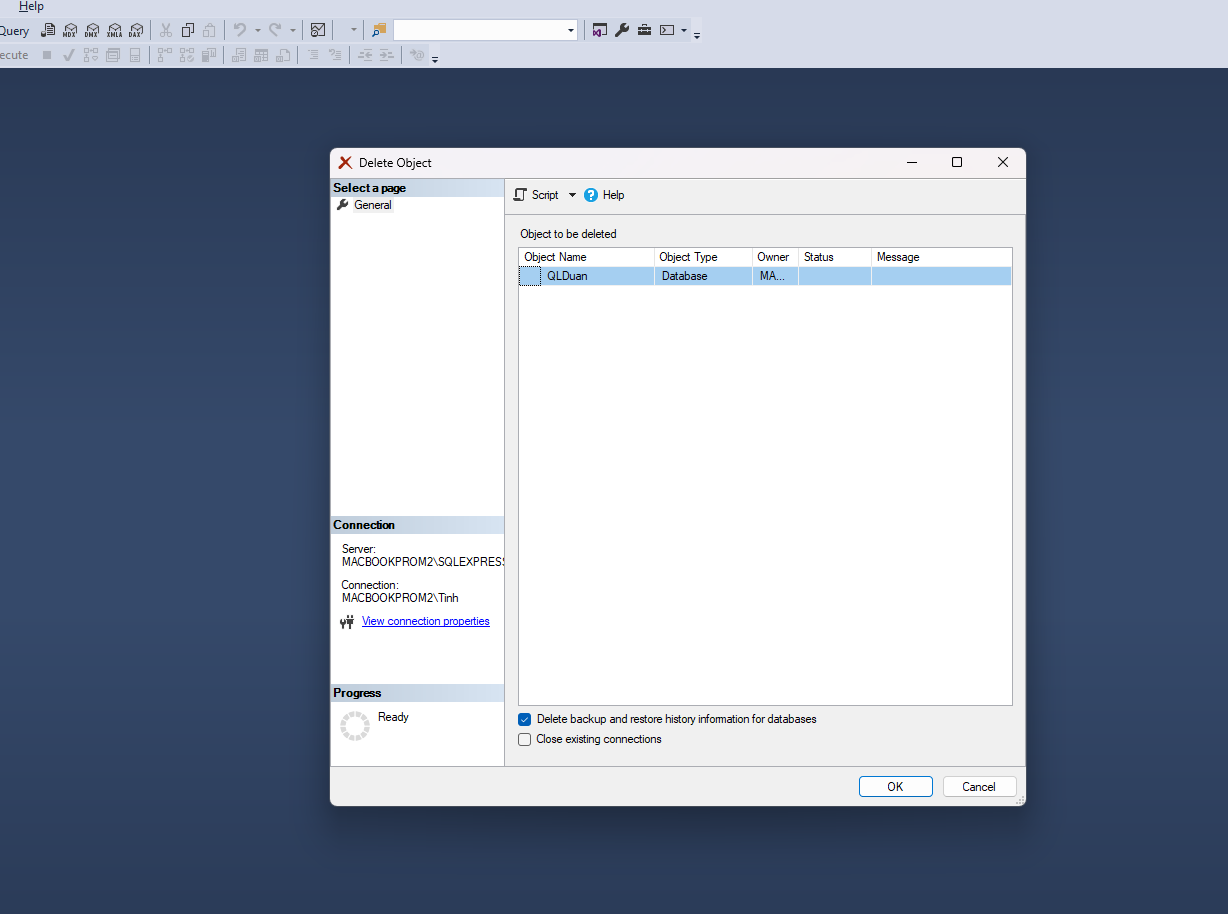 Help
Query
MDX DMX XMLA DAX
ecute
Delete Object
Select a page
General
Script Help
Object to be deleted
Object Name Object Type Owner Status Message
QLDuan Database MA...
Connection
Server:
MACBOOKPROM2\SQLEXPRESS
Connection:
MACBOOKPROM2\Tinh
View connection properties
Progress
Ready
Delete backup and restore history information for databases
Close existing connections
OK Cancel